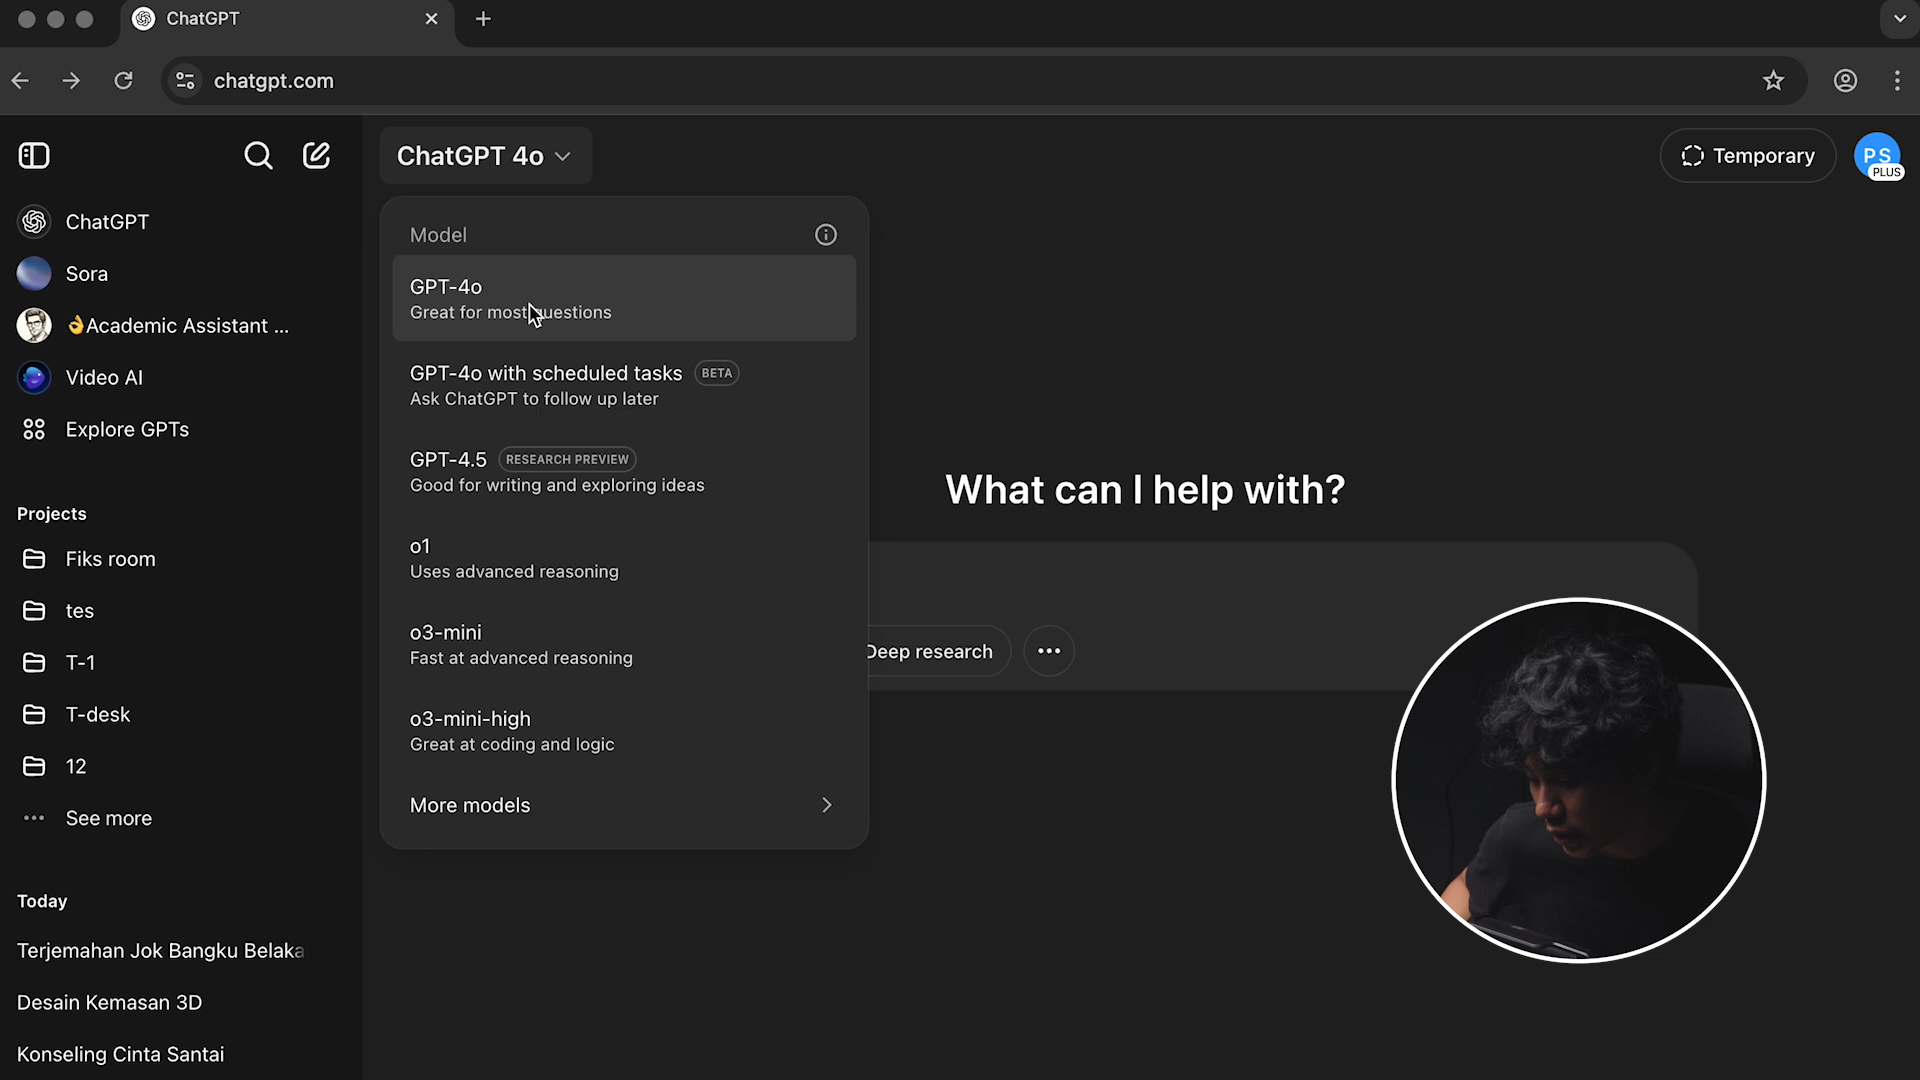 ChatGPT
chatgpt.com
ChatGPT 4o
Temporary
PS
PLUS
ChatGPT
Sora
👌Academic Assistant ...
Video AI
Explore GPTs
Projects
Fiks room
tes
T-1
T-desk
12
See more
Today
Terjemahan Jok Bangku Belaka
Desain Kemasan 3D
Konseling Cinta Santai
Model
GPT-4o
Great for most questions
GPT-4o with scheduled tasks BETA
Ask ChatGPT to follow up later
GPT-4.5 RESEARCH PREVIEW
Good for writing and exploring ideas
o1
Uses advanced reasoning
o3-mini
Fast at advanced reasoning
o3-mini-high
Great at coding and logic
More models
What can I help with?
Deep research